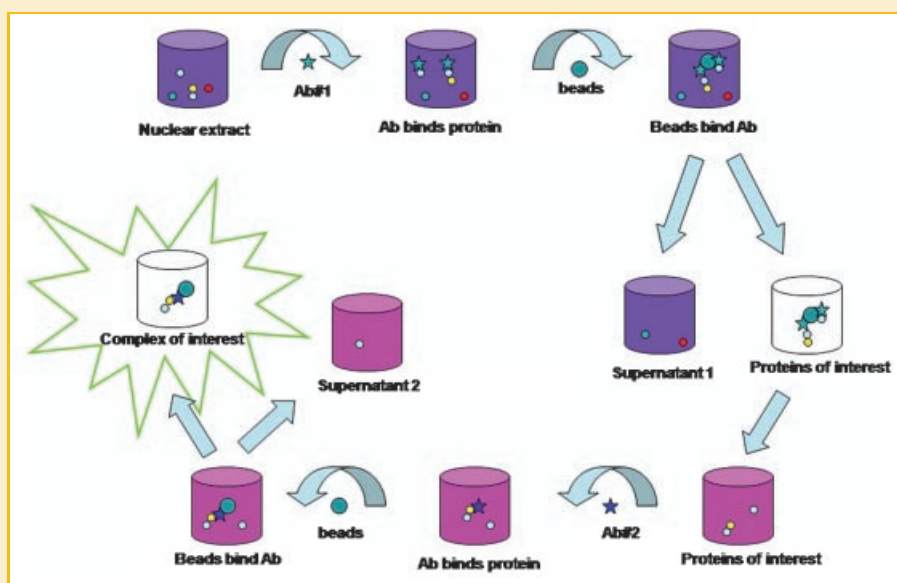 Ab#1
beads
Nuclear extract
Ab binds protein
Beads bind Ab
Complex of interest
Supernatant 2
Supernatant 1
Proteins of interest
Beads bind Ab
beads
Ab binds protein
Ab#2
Proteins of interest